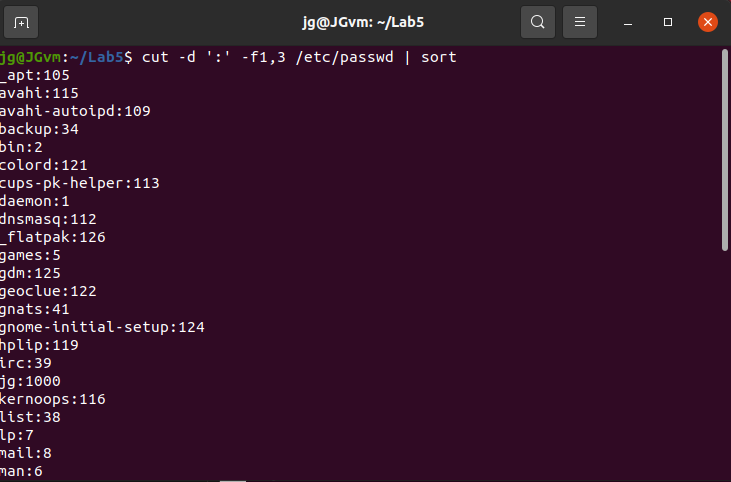 jg@JGvm: ~/Lab5
jg@JGvm:~/Lab5$ cut -d ':' -f1,3 /etc/passwd | sort
_apt:105
avahi:115
avahi-autoipd:109
backup:34
bin:2
colord:121
cups-pk-helper:113
daemon:1
dnsmasq:112
_flatpak:126
games:5
gdm:125
geoclue:122
gnats:41
gnome-initial-setup:124
hplip:119
irc:39
jg:1000
kernoops:116
list:38
lp:7
mail:8
man:6